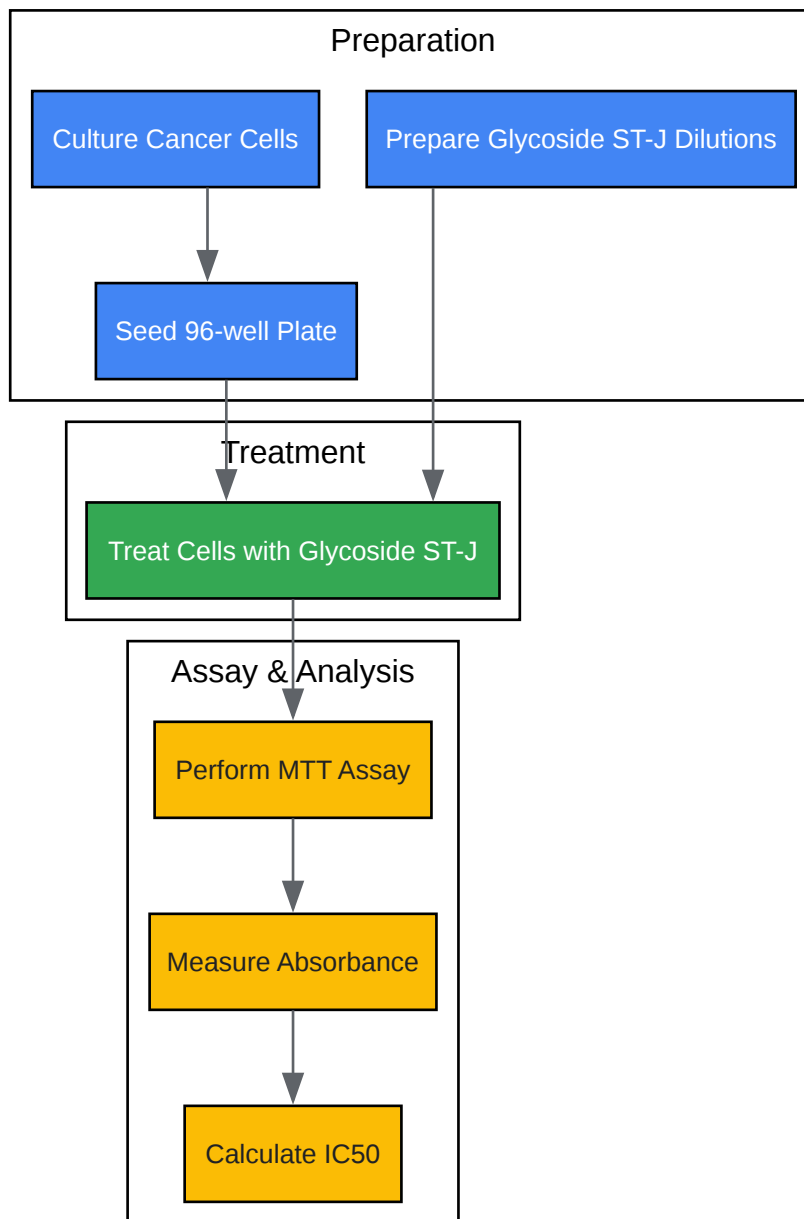 Preparation
Culture Cancer Cells
Prepare Glycoside ST-J Dilutions
Seed 96-well Plate
Treatment
Treat Cells with Glycoside ST-J
Assay & Analysis
Perform MTT Assay
Measure Absorbance
Calculate IC50